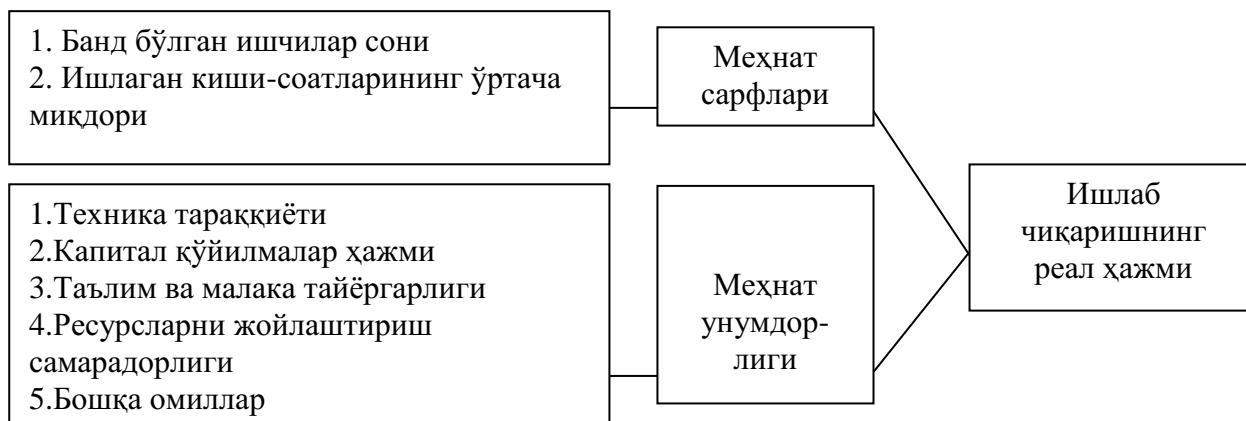 1. Банд бўлган ишчилар сони
2. Ишлаган киши-соатларининг ўртача
миқдори
Меҳнат
сарфлари
1.Техника тараққиёти
2.Капитал қўйилмалар ҳажми
3.Таълим ва малака тайёргарлиги
4.Ресурсларни жойлаштириш
самарадорлиги
5.Бошқа омиллар
Меҳнат
унумдор-
лиги
Ишлаб
чиқаришнинг
реал ҳажми